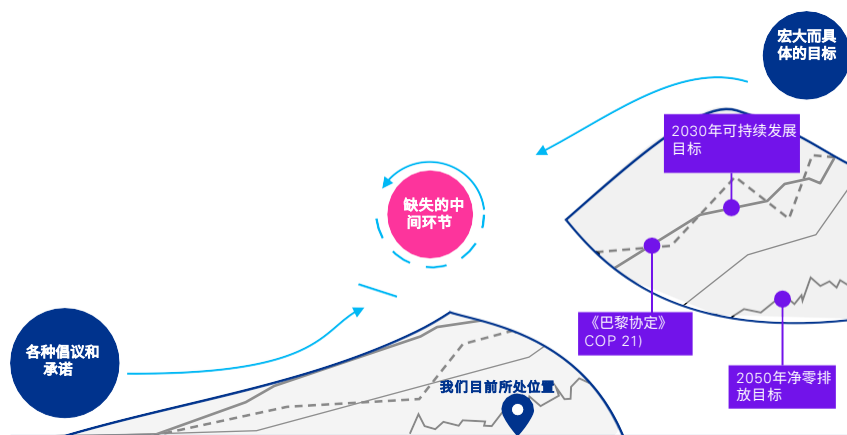 宏大而具
体的目标
2030年可持续发展
目标
缺失的中
间环节
《巴黎协定》
COP 21)
各种倡议和
承诺
我们目前所处位置
2050年净零排
放目标